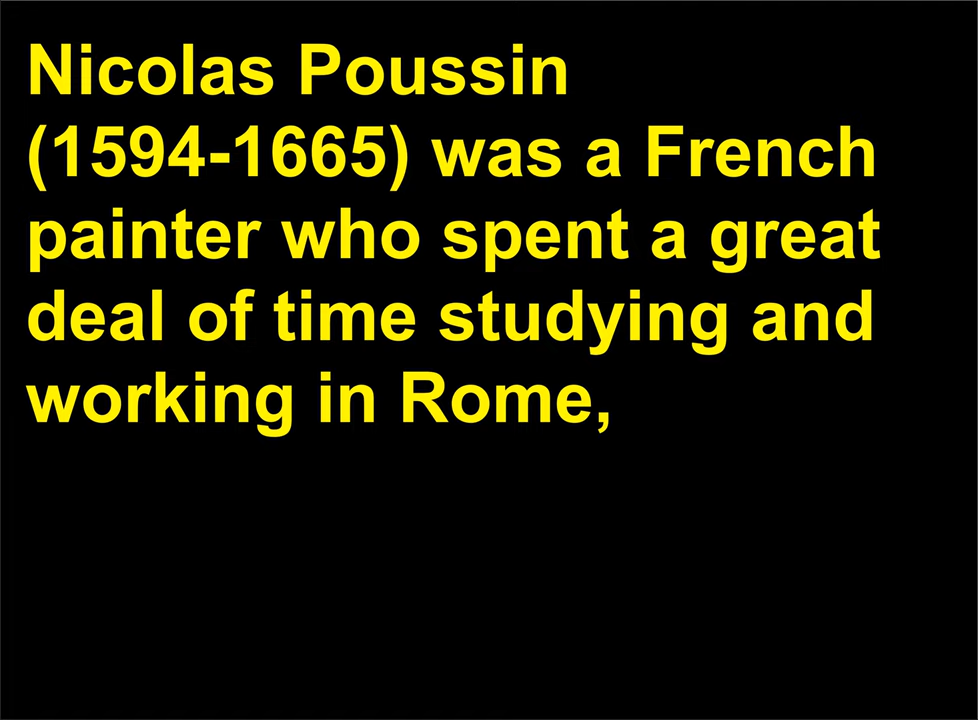 Nicolas Poussin
(1594-1665) was a French
painter who spent a great
deal of time studying and
working in Rome,